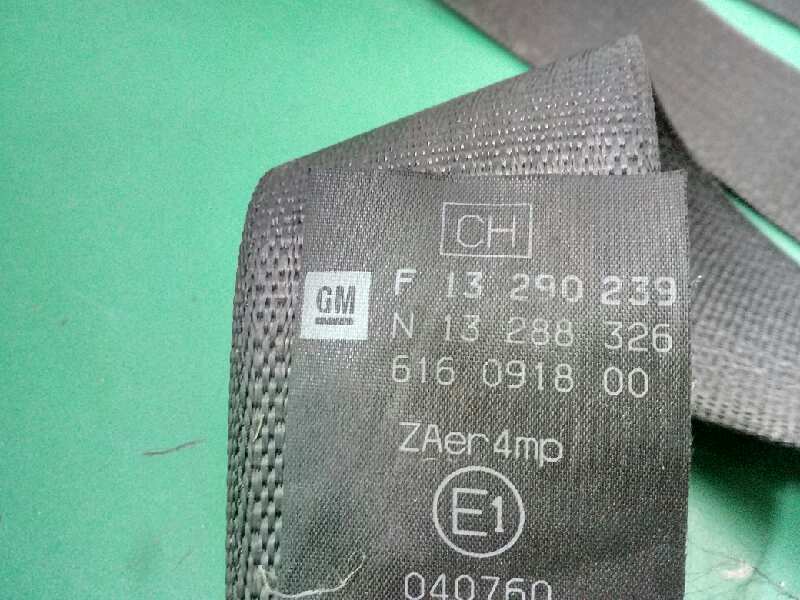 CH
GM
F 13 290 239
N 13 288 326
616 0918 00
ZAer4mp
E1
040760